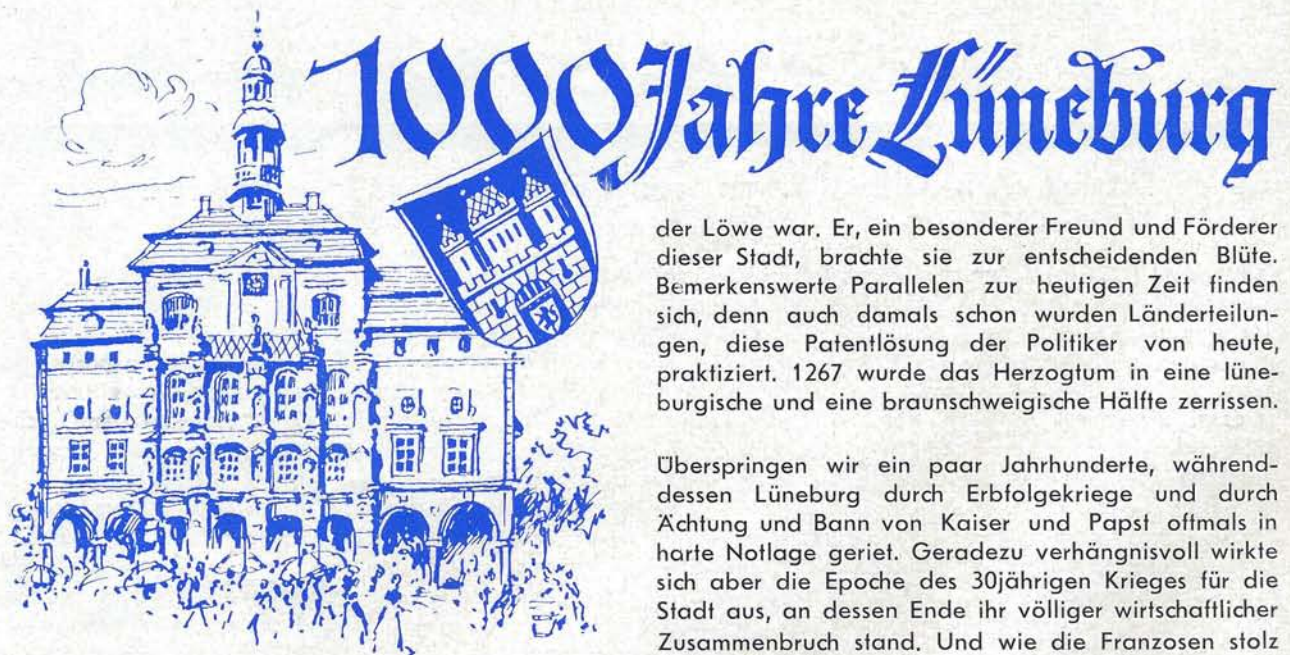 1000 Jahre Lüneburg
der Löwe war. Er, ein besonderer Freund und Förderer
dieser Stadt, brachte sie zur entscheidenden Blüte.
Bemerkenswerte Parallelen zur heutigen Zeit finden
sich, denn auch damals schon wurden Länderteilun-
gen, diese Patentlösung der Politiker von heute,
praktiziert. 1267 wurde das Herzogtum in eine lüne-
burgische und eine braunschweigische Hälfte zerrissen.
Überspringen wir ein paar Jahrhunderte, während-
dessen Lüneburg durch Erbfolgekriege und durch
Ächtung und Bann von Kaiser und Papst oftmals in
harte Notlage geriet. Geradezu verhängnisvoll wirkte
sich aber die Epoche des 30jährigen Krieges für die
Stadt aus, an dessen Ende ihr völliger wirtschaftlicher
Zusammenbruch stand. Und wie die Franzosen stolz